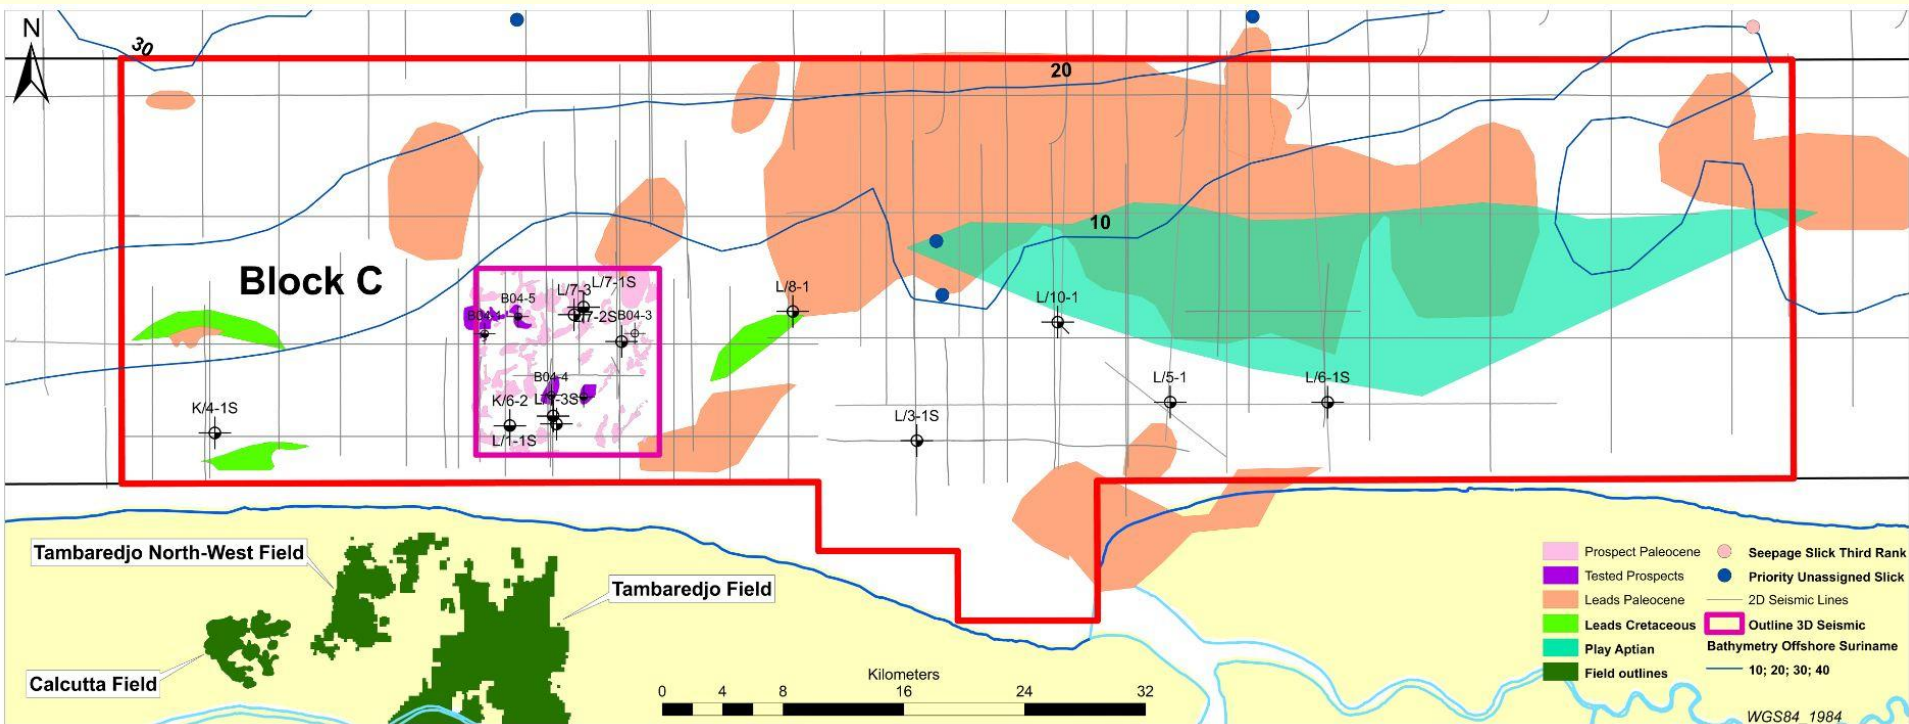 N
30
20
10
Block C
L/7-1S
L/7-3
B04-5
L/8-1
B04-1
L/7-2S
B04-3
L/10-1
B04-4
L/5-1
L/6-1S
K/6-2
K/4-1S
L/3-1S
L/1-1S
Tambaredjo North-West Field
Tambaredjo Field
Calcutta Field
Kilometers
0 4 8 16 24 32
Prospect Paleocene
Tested Prospects
Leads Paleocene
Leads Cretaceous
Play Aptian
Field outlines
Seepage Slick Third Rank
Priority Unassigned Slick
2D Seismic Lines
Outline 3D Seismic
Bathymetry Offshore Suriname
10; 20; 30; 40
WGS84_1984